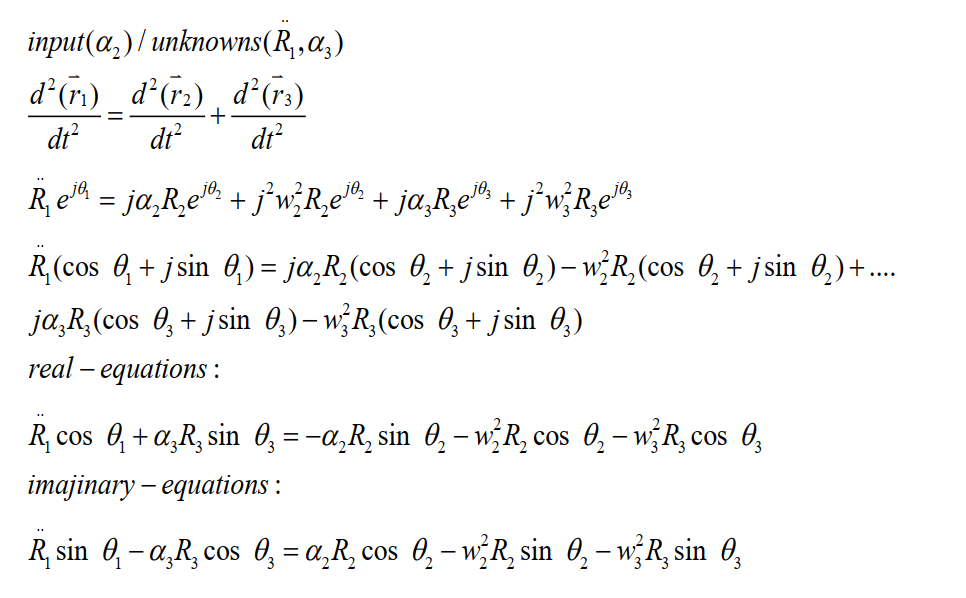 input(α₂) / unknowns(R̈₁,α₃)
d²(r⃗₁)/dt² = d²(r⃗₂)/dt² + d²(r⃗₃)/dt²
R̈₁e^{jθ₁} = jα₂R₂e^{jθ₂} + j²w₂²R₂e^{jθ₂} + jα₃R₃e^{jθ₃} + j²w₃²R₃e^{jθ₃}
R̈₁(cos θ₁ + j sin θ₁) = jα₂R₂(cos θ₂ + j sin θ₂) − w₂²R₂(cos θ₂ + j sin θ₂) + ....
jα₃R₃(cos θ₃ + j sin θ₃) − w₃²R₃(cos θ₃ + j sin θ₃)
real − equations :
R̈₁ cos θ₁ + α₃R₃ sin θ₃ = −α₂R₂ sin θ₂ − w₂²R₂ cos θ₂ − w₃²R₃ cos θ₃
imajinary − equations :
R̈₁ sin θ₁ − α₃R₃ cos θ₃ = α₂R₂ cos θ₂ − w₂²R₂ sin θ₂ − w₃²R₃ sin θ₃